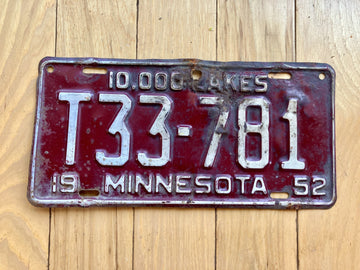 10,000 LAKES
T33-781
19 MINNESOTA 52